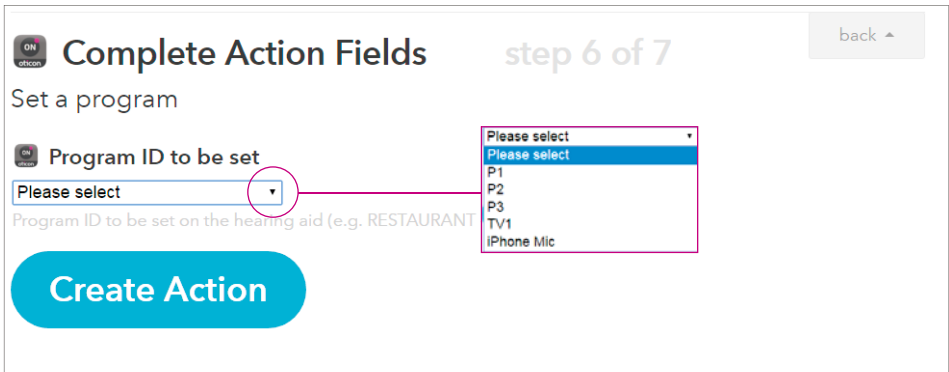 back
ON
oticon
Complete Action Fields
step 6 of 7
Set a program
ON
oticon
Program ID to be set
Please select
Program ID to be set on the hearing aid (e.g. RESTAURANT
Please select
Please select
P1
P2
P3
TV1
iPhone Mic
Create Action